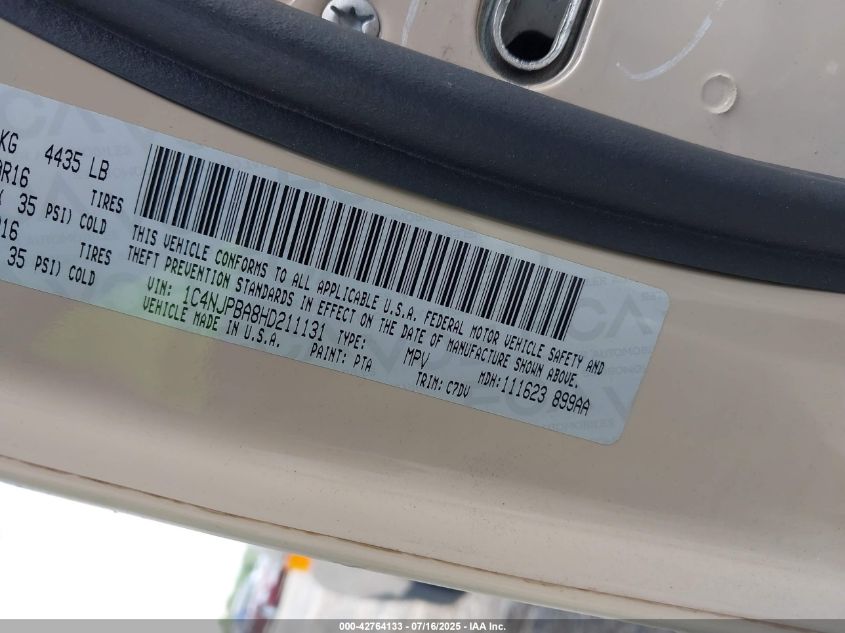 KG 4435 LB
R16 TIRES
( 35 PSI) COLD
R16 TIRES
35 PSI) COLD
THIS VEHICLE CONFORMS TO ALL APPLICABLE U.S.A. FEDERAL MOTOR VEHICLE SAFETY AND
THEFT PREVENTION STANDARDS IN EFFECT ON THE DATE OF MANUFACTURE SHOWN ABOVE.
VIN: 1C4NJPBA8HD211131 TYPE: MPV MDH:111623 899AA
VEHICLE MADE IN U.S.A. PAINT: PTA TRIM: C7DV
000-42764133 - 07/16/2025 - IAA Inc.